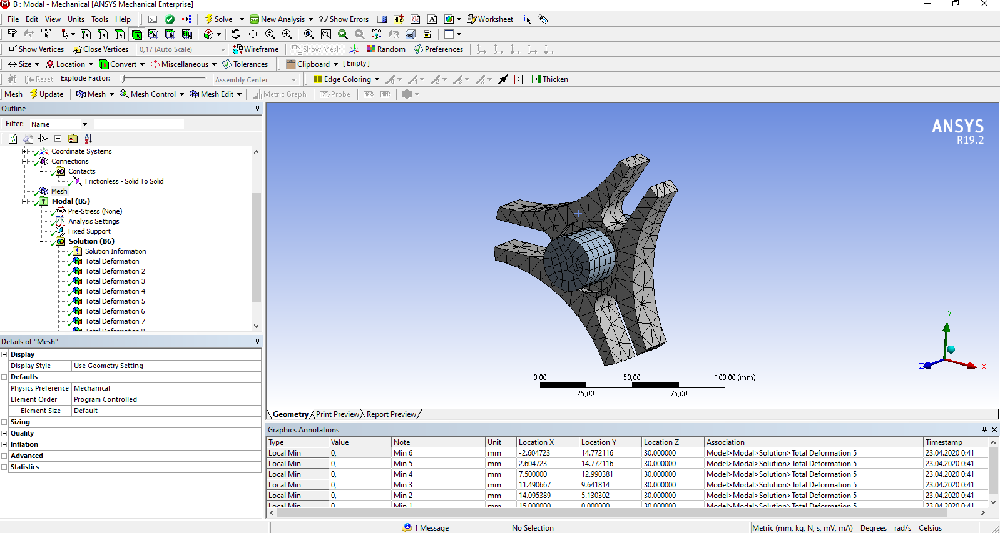 B : Modal - Mechanical [ANSYS Mechanical Enterprise]
File Edit View Units Tools Help Solve New Analysis ?/ Show Errors Worksheet
Show Vertices Close Vertices 0,17 (Auto Scale) Wireframe Show Mesh Random Preferences
Size Location Convert Miscellaneous Tolerances Clipboard [ Empty ]
Reset Explode Factor: Assembly Center Edge Coloring Thicken
Mesh Update Mesh Mesh Control Mesh Edit Metric Graph Probe MAX MIN
Outline
Filter: Name
Coordinate Systems
Connections
Contacts
Frictionless - Solid To Solid
Mesh
Modal (B5)
Pre-Stress (None)
Analysis Settings
Fixed Support
Solution (B6)
Solution Information
Total Deformation
Total Deformation 2
Total Deformation 3
Total Deformation 4
Total Deformation 5
Total Deformation 6
Total Deformation 7
Total Deformation 8
Details of "Mesh"
Display
Display Style Use Geometry Setting
Defaults
Physics Preference Mechanical
Element Order Program Controlled
Element Size Default
Sizing
Quality
Inflation
Advanced
Statistics
ANSYS
R19.2
Y
Z X
0,00 50,00 100,00 (mm)
25,00 75,00
Geometry Print Preview Report Preview
Graphics Annotations
Type Value Note Unit Location X Location Y Location Z Association Timestamp
Local Min 0, Min 6 mm -2.604723 14.772116 30.000000 Model>Modal>Solution>Total Deformation 5 23.04.2020 0:41
Local Min 0, Min 5 mm 2.604723 14.772116 30.000000 Model>Modal>Solution>Total Deformation 5 23.04.2020 0:41
Local Min 0, Min 4 mm 7.500000 12.990381 30.000000 Model>Modal>Solution>Total Deformation 5 23.04.2020 0:41
Local Min 0, Min 3 mm 11.490667 9.641814 30.000000 Model>Modal>Solution>Total Deformation 5 23.04.2020 0:41
Local Min 0, Min 2 mm 14.095389 5.130302 30.000000 Model>Modal>Solution>Total Deformation 5 23.04.2020 0:41
Local Min 0, Min 1 mm 15.000000 0.000000 30.000000 Model>Modal>Solution>Total Deformation 5 23.04.2020 0:41
1 Message No Selection Metric (mm, kg, N, s, mV, mA) Degrees rad/s Celsius